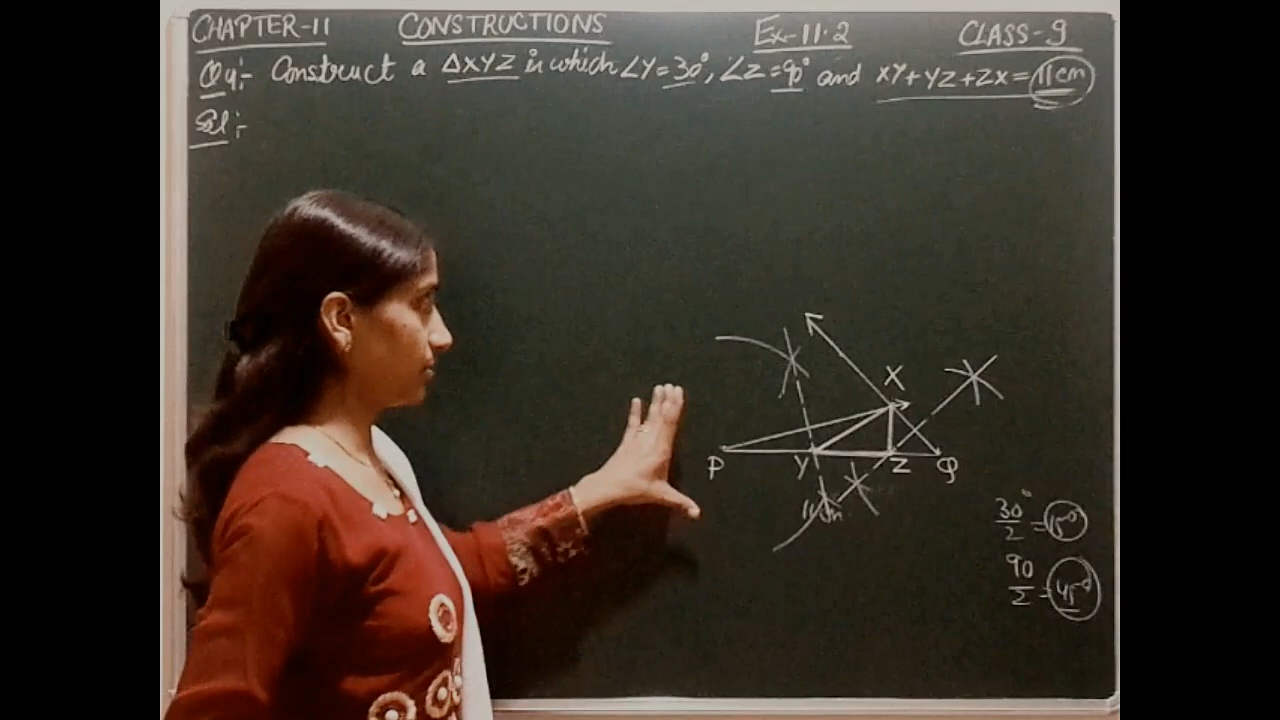 CHAPTER-11 CONSTRUCTIONS Ex-11.2 CLASS-9
Q4:- Construct a ΔXYZ in which ∠Y=30°, ∠Z=90° and XY+YZ+ZX=11cm
Sol:-
X
P Y Z Q
11cm
30°/2=15°
90/2=45°